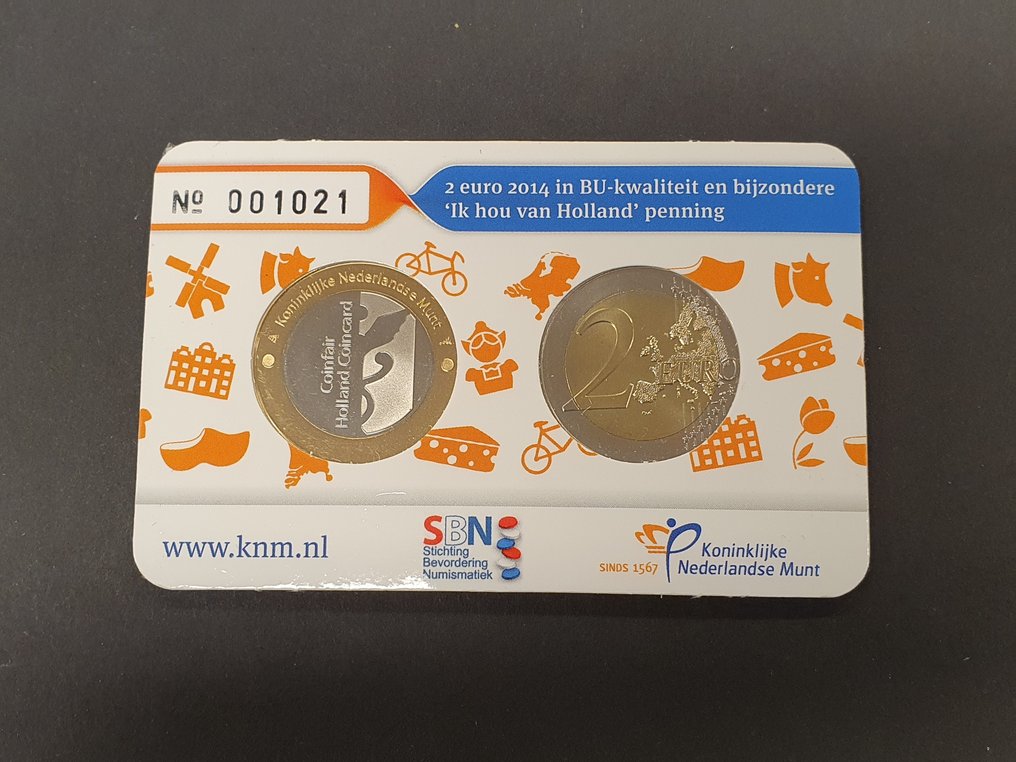 Nº 001021
2 euro 2014 in BU-kwaliteit en bijzondere
‘Ik hou van Holland’ penning
Koninklijke Nederlandse Munt
Coinfair
Holland Coincard
2 EURO
www.knm.nl
SBN
Stichting
Bevordering
Numismatiek
SINDS 1567
Koninklijke
Nederlandse Munt